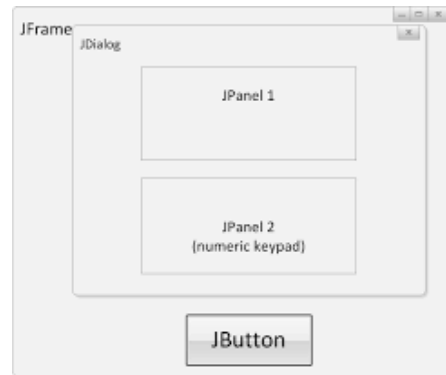 JFrame
JDialog
JPanel 1
JPanel 2
(numeric keypad)
JButton